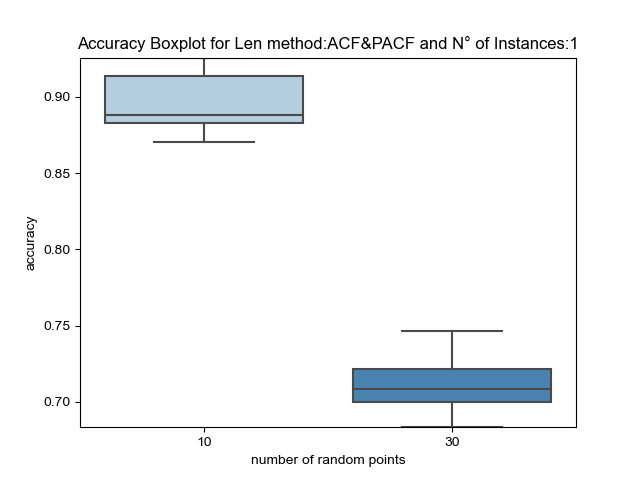 Accuracy Boxplot for Len method:ACF&PACF and N° of Instances:1
0.90
0.85
0.80
0.75
0.70
accuracy
10 30
number of random points